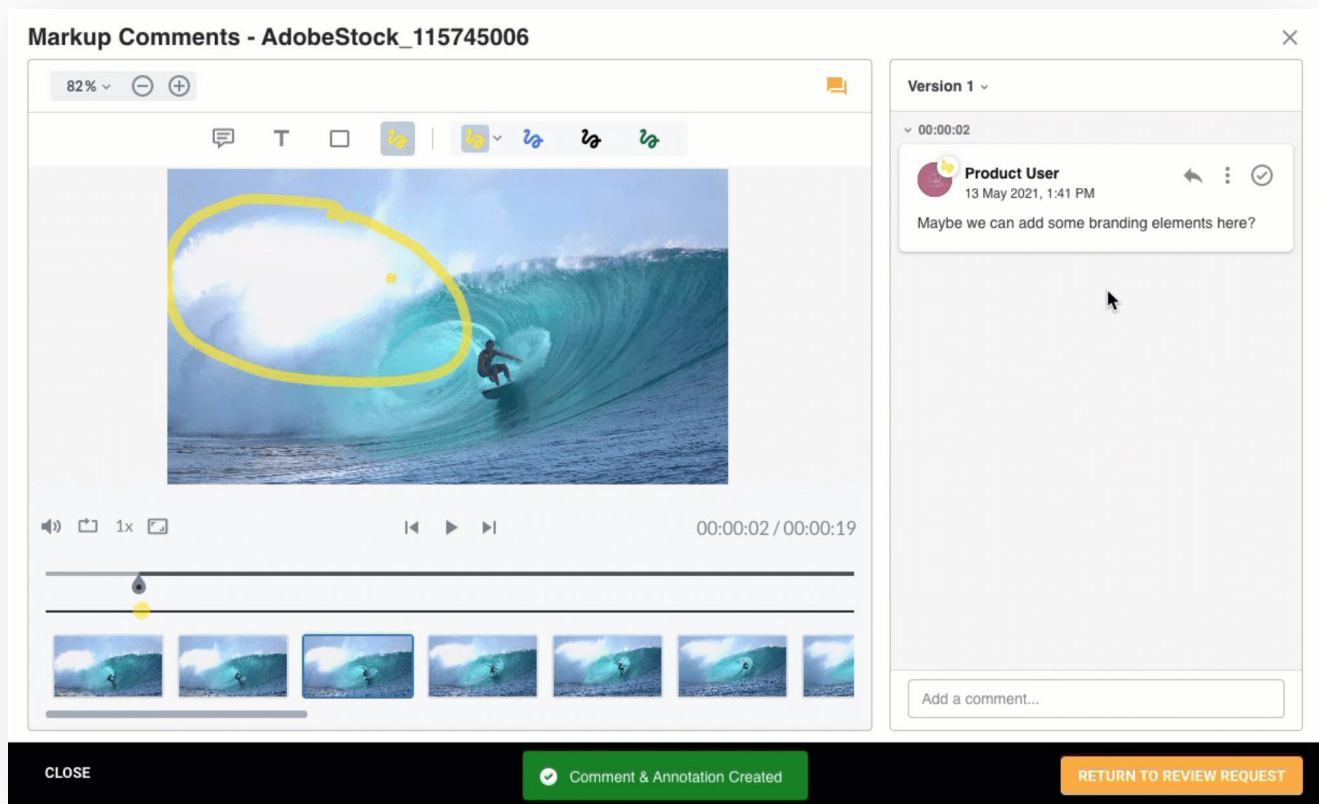 Markup Comments - AdobeStock_115745006
82%
Version 1
00:00:02
T
Product User
13 May 2021, 1:41 PM
Maybe we can add some branding elements here?
1x
00:00:02 / 00:00:19
Add a comment...
CLOSE
Comment & Annotation Created
RETURN TO REVIEW REQUEST